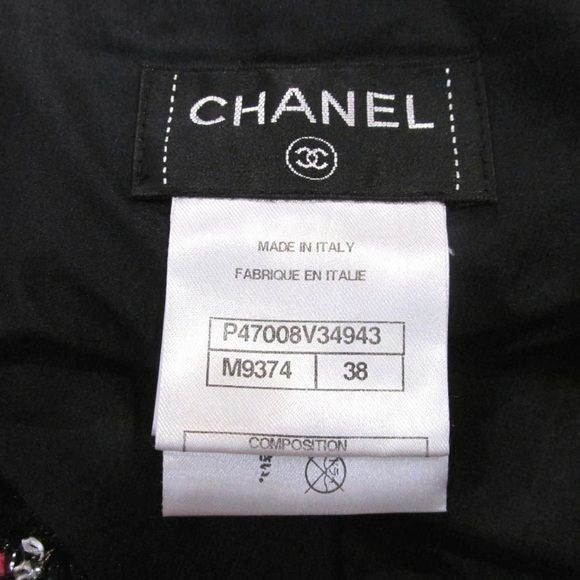 CHANEL
MADE IN ITALY
FABRIQUE EN ITALIE
P47008V34943
M9374 38
COMPOSITION